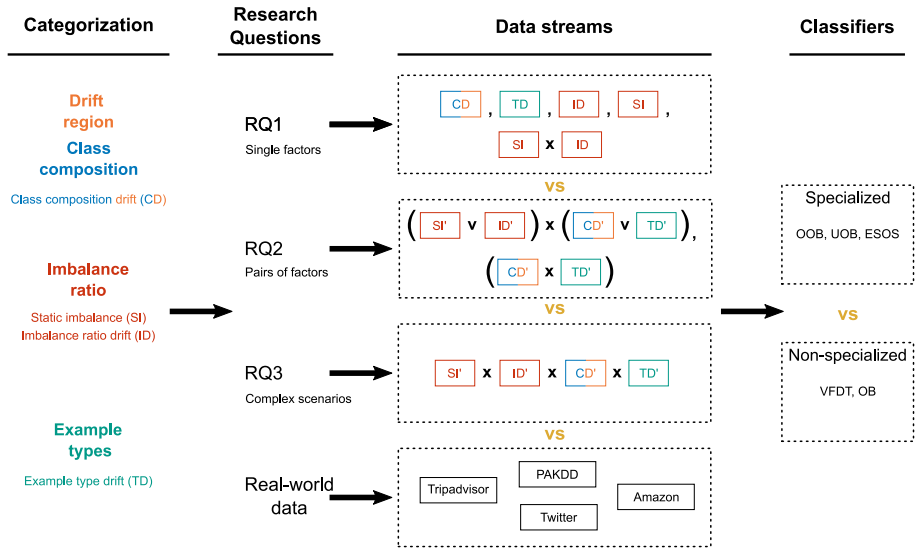 Categorization
Research
Questions
Data streams
Classifiers
Drift
region
Class
composition
Class composition drift (CD)
Imbalance
ratio
Static imbalance (SI)
Imbalance ratio drift (ID)
Example
types
Example type drift (TD)
RQ1
Single factors
CD , TD , ID , SI ,
SI x ID
vs
RQ2
Pairs of factors
(SI' v ID') x (CD' v TD') ,
(CD' x TD')
vs
RQ3
Complex scenarios
SI' x ID' x CD' x TD'
vs
Real-world
data
Tripadvisor
PAKDD
Twitter
Amazon
Specialized
OOB, UOB, ESOS
vs
Non-specialized
VFDT, OB